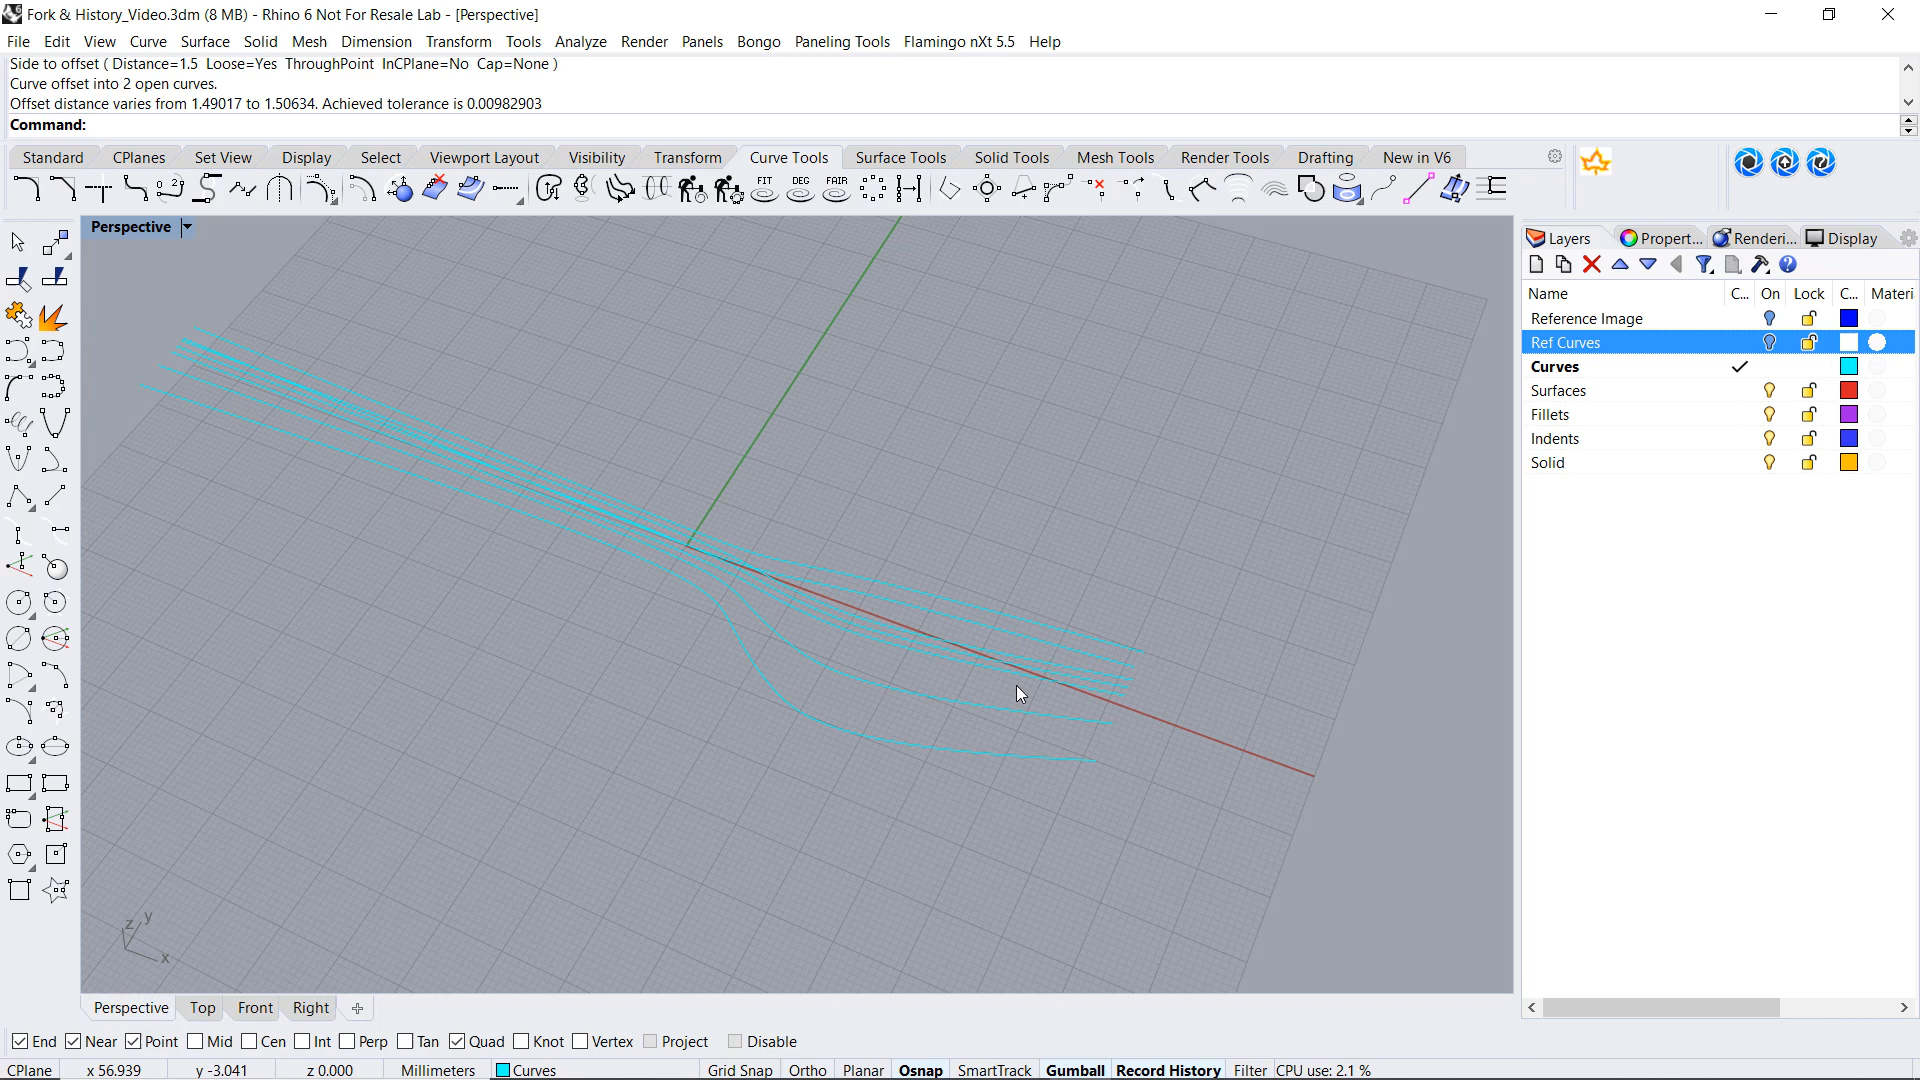 Fork & History_Video.3dm (8 MB) - Rhino 6 Not For Resale Lab - [Perspective]
File Edit View Curve Surface Solid Mesh Dimension Transform Tools Analyze Render Panels Bongo Paneling Tools Flamingo nXt 5.5 Help
Side to offset ( Distance=1.5 Loose=Yes ThroughPoint InCPlane=No Cap=None )
Curve offset into 2 open curves.
Offset distance varies from 1.49017 to 1.50634. Achieved tolerance is 0.00982903
Command:
Standard CPlanes Set View Display Select Viewport Layout Visibility Transform Curve Tools Surface Tools Solid Tools Mesh Tools Render Tools Drafting New in V6
FIT DEG FAIR
Perspective
Layers Propert... Renderi... Display
Name C... On Lock C... Materi
Reference Image
Ref Curves
Curves
Surfaces
Fillets
Indents
Solid
z y x
Perspective Top Front Right
End Near Point Mid Cen Int Perp Tan Quad Knot Vertex Project Disable
CPlane x 56.939 y -3.041 z 0.000 Millimeters Curves Grid Snap Ortho Planar Osnap SmartTrack Gumball Record History Filter CPU use: 2.1 %